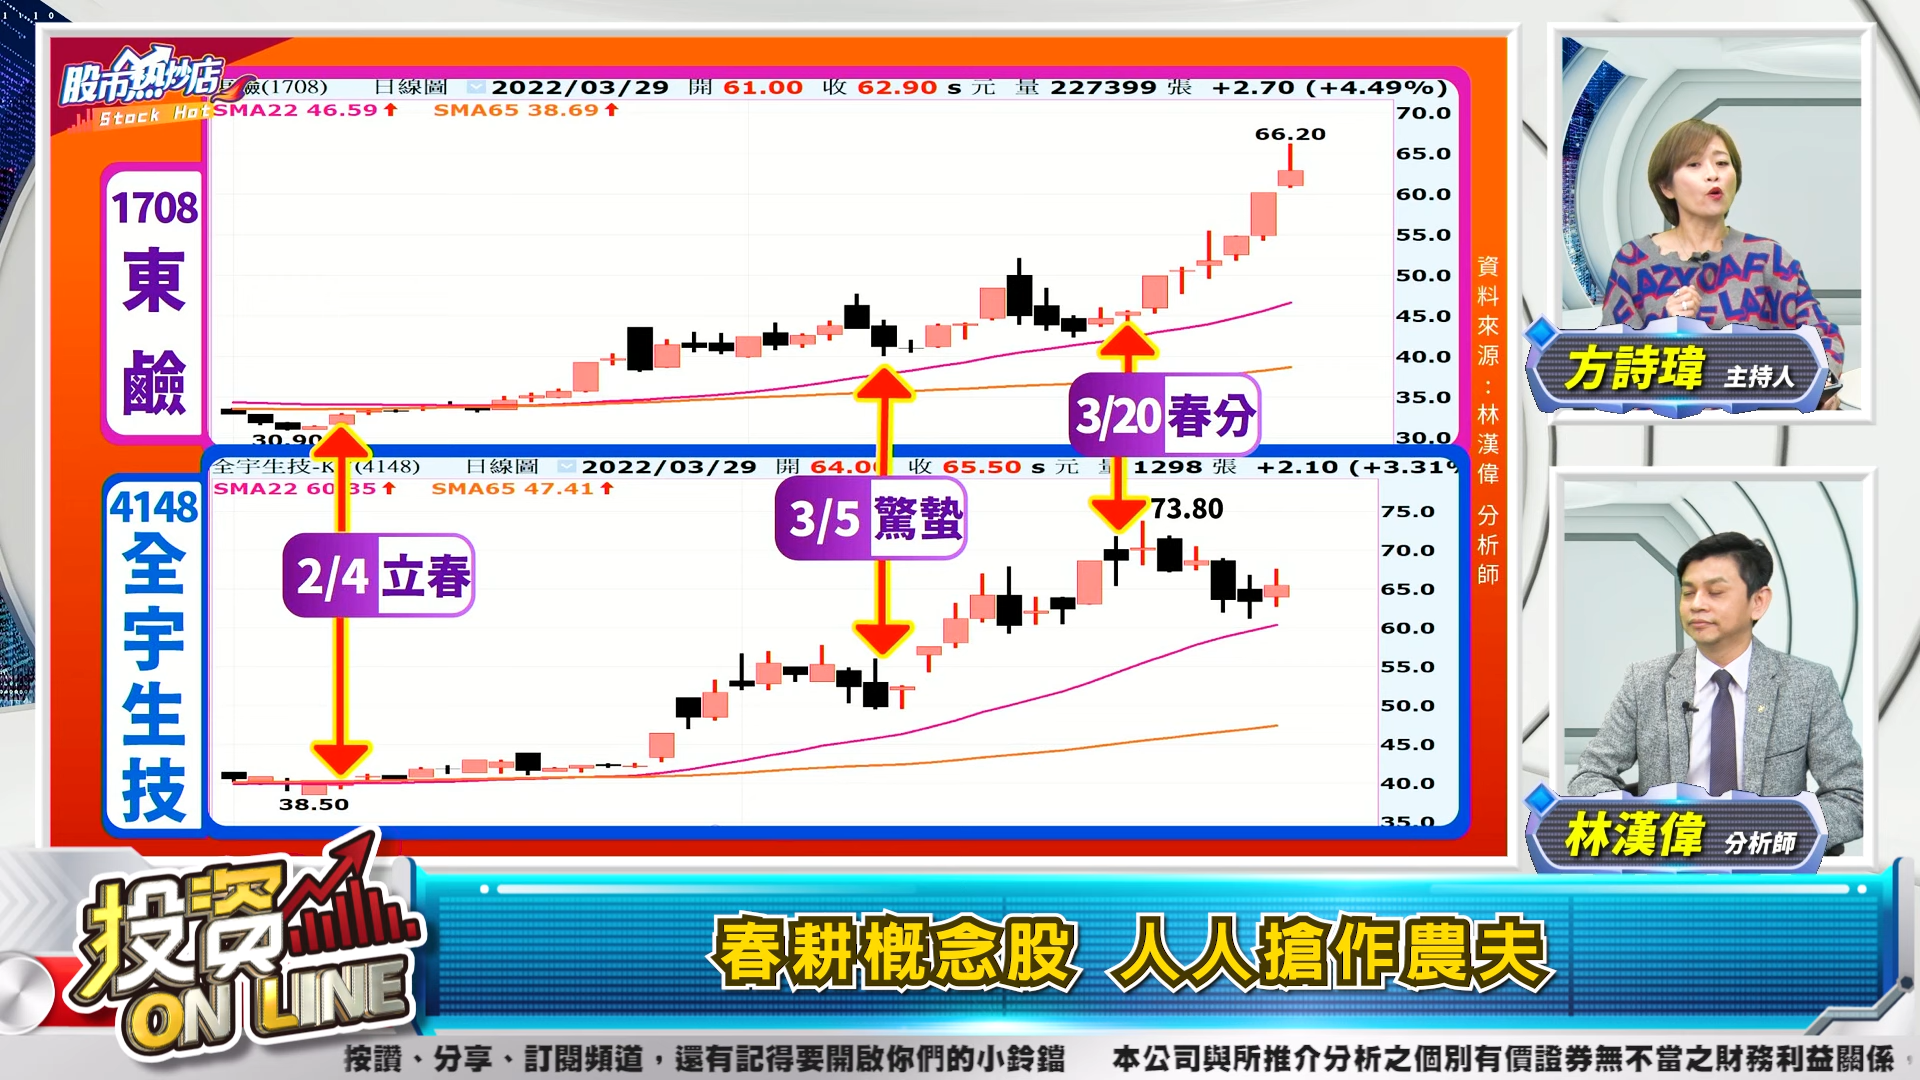 股市熱炒店
Stock Hot
鹼(1708) 日線圖 2022/03/29 開 61.00 收 62.90 s 元 量 227399 張 +2.70 (+4.49%)
SMA22 46.59↑ SMA65 38.69↑
66.20
70.0
65.0
60.0
55.0
50.0
45.0
40.0
35.0
30.0
30.90
1708
東鹼
3/20 春分
全宇生技-K (4148) 日線圖 2022/03/29 開 64.00 收 65.50 s 元 1298 張 +2.10 (+3.31%
SMA22 60.35↑ SMA65 47.41↑
73.80
75.0
70.0
65.0
60.0
55.0
50.0
45.0
40.0
35.0
38.50
4148
全宇生技
3/5 驚蟄
2/4 立春
資料來源:林漢偉 分析師
方詩瑋 主持人
林漢偉 分析師
投資
ON LINE
春耕概念股 人人搶作農夫
按讚、分享、訂閱頻道,還有記得要開啟你們的小鈴鐺 本公司與所推介分析之個別有價證券無不當之財務利益關係